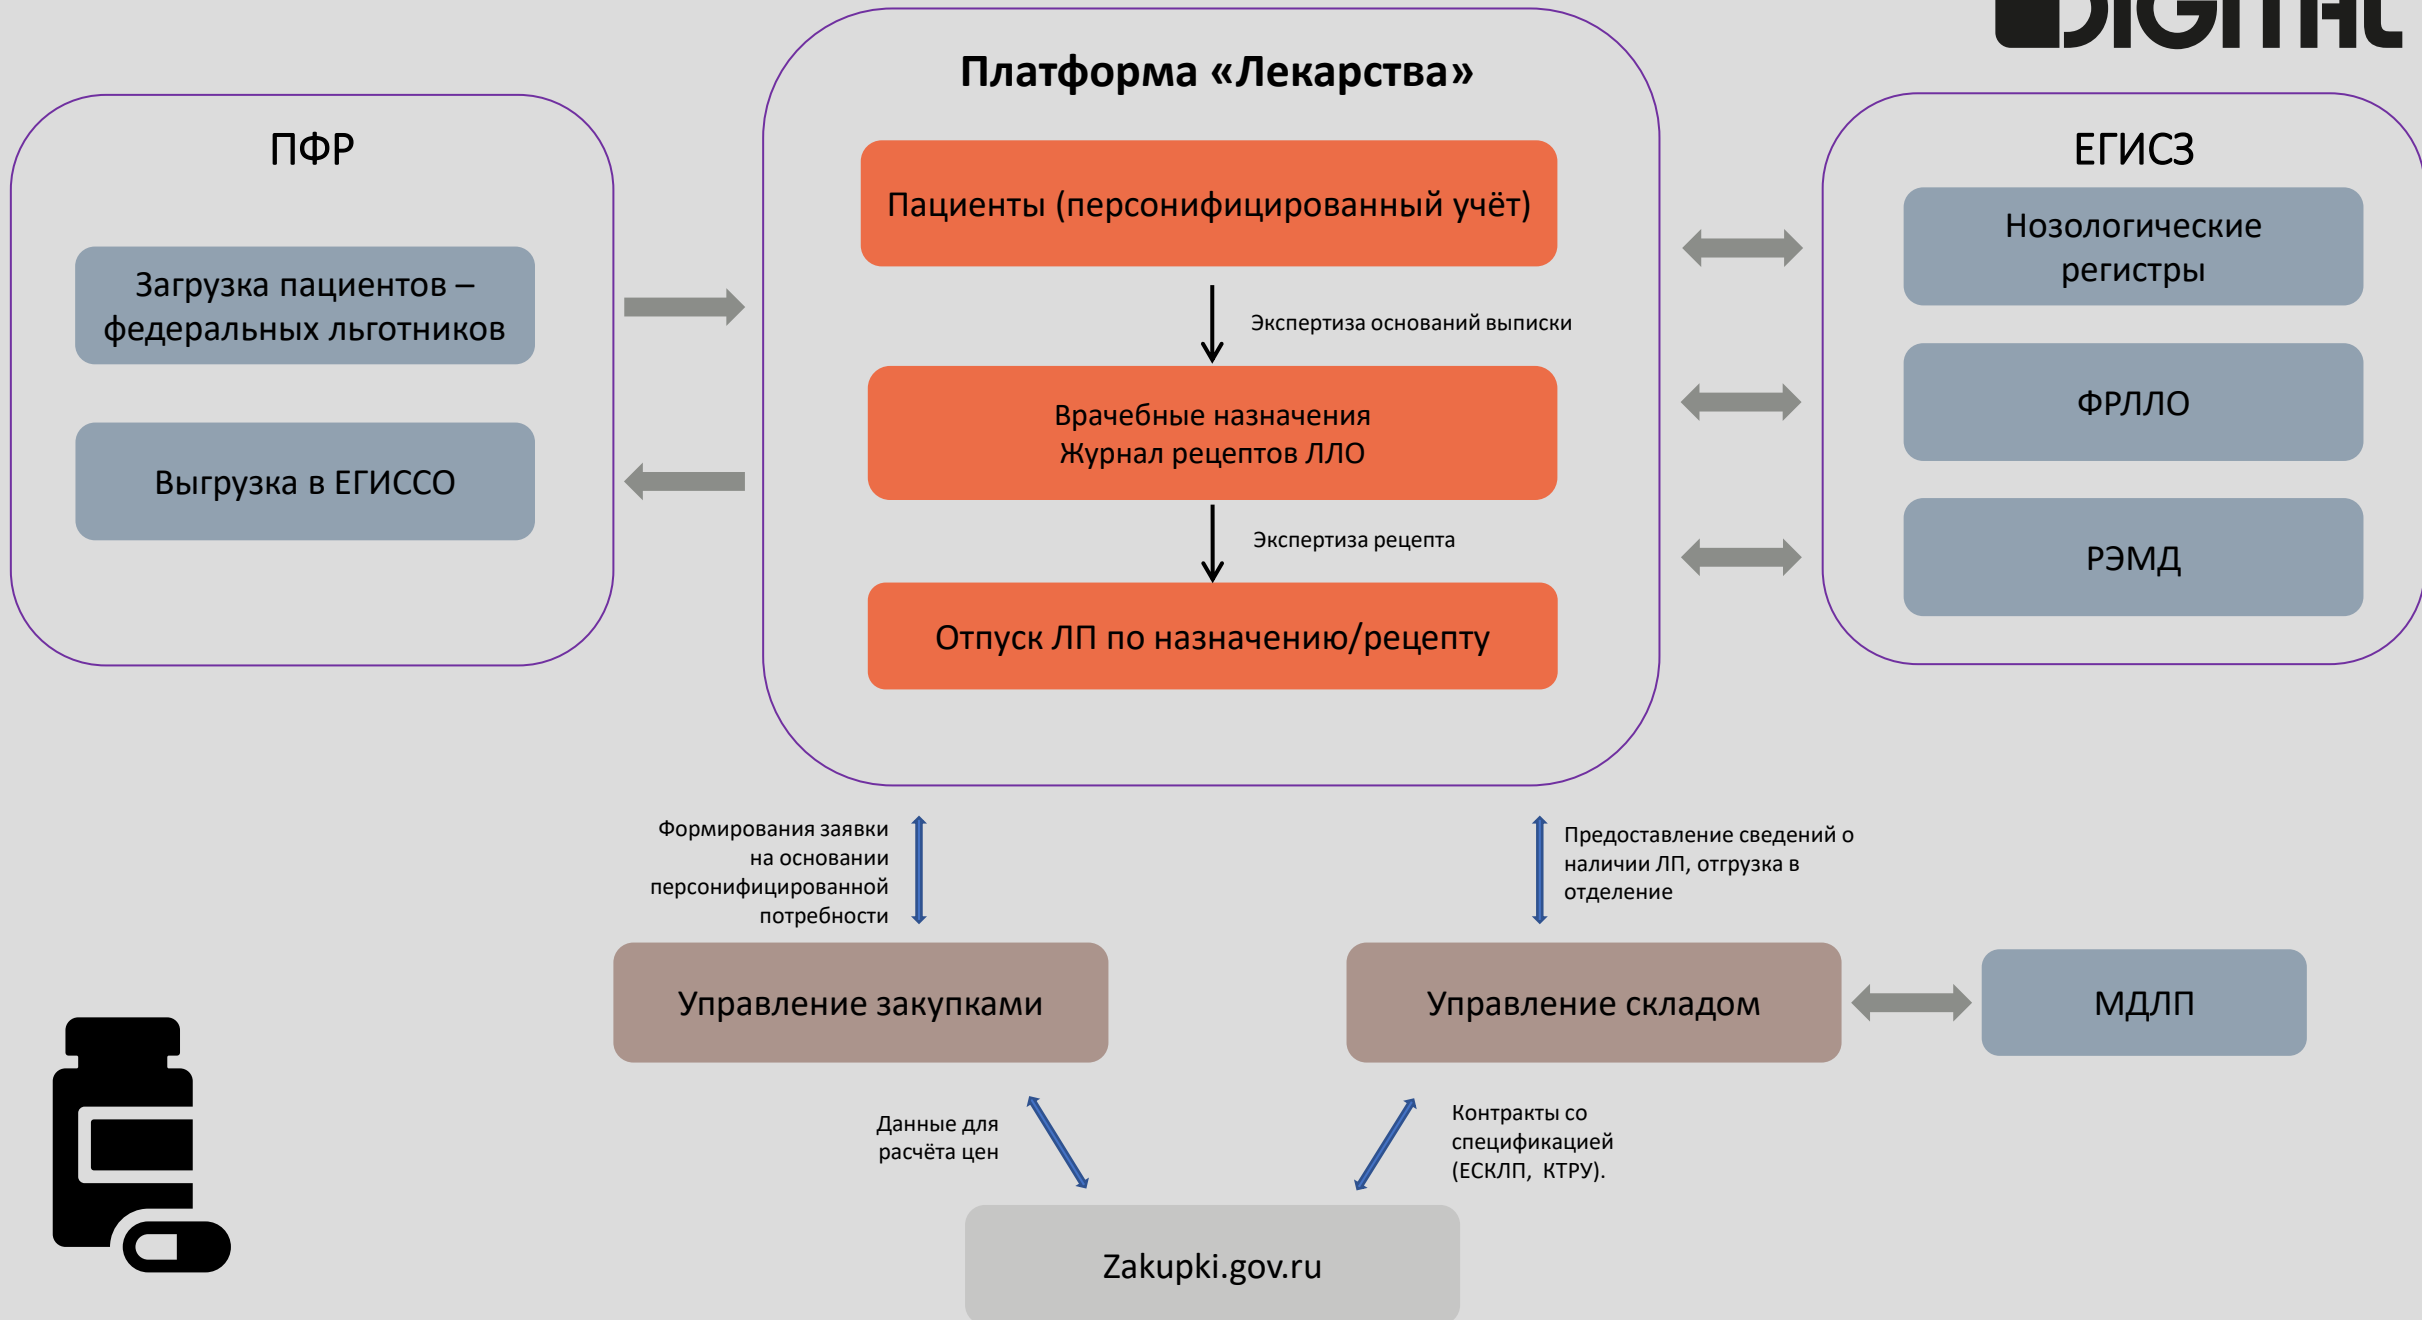 DIGITAL
Платформа «Лекарства»
ПФР
Загрузка пациентов –
федеральных льготников
Выгрузка в ЕГИССО
Пациенты (персонифицированный учёт)
Экспертиза оснований выписки
Врачебные назначения
Журнал рецептов ЛЛО
Экспертиза рецепта
Отпуск ЛП по назначению/рецепту
ЕГИСЗ
Нозологические
регистры
ФРЛЛО
РЭМД
Формирования заявки
на основании
персонифицированной
потребности
Предоставление сведений о
наличии ЛП, отгрузка в
отделение
Управление закупками
Управление складом
МДЛП
Данные для
расчёта цен
Контракты со
спецификацией
(ЕСКЛП, КТРУ).
Zakupki.gov.ru